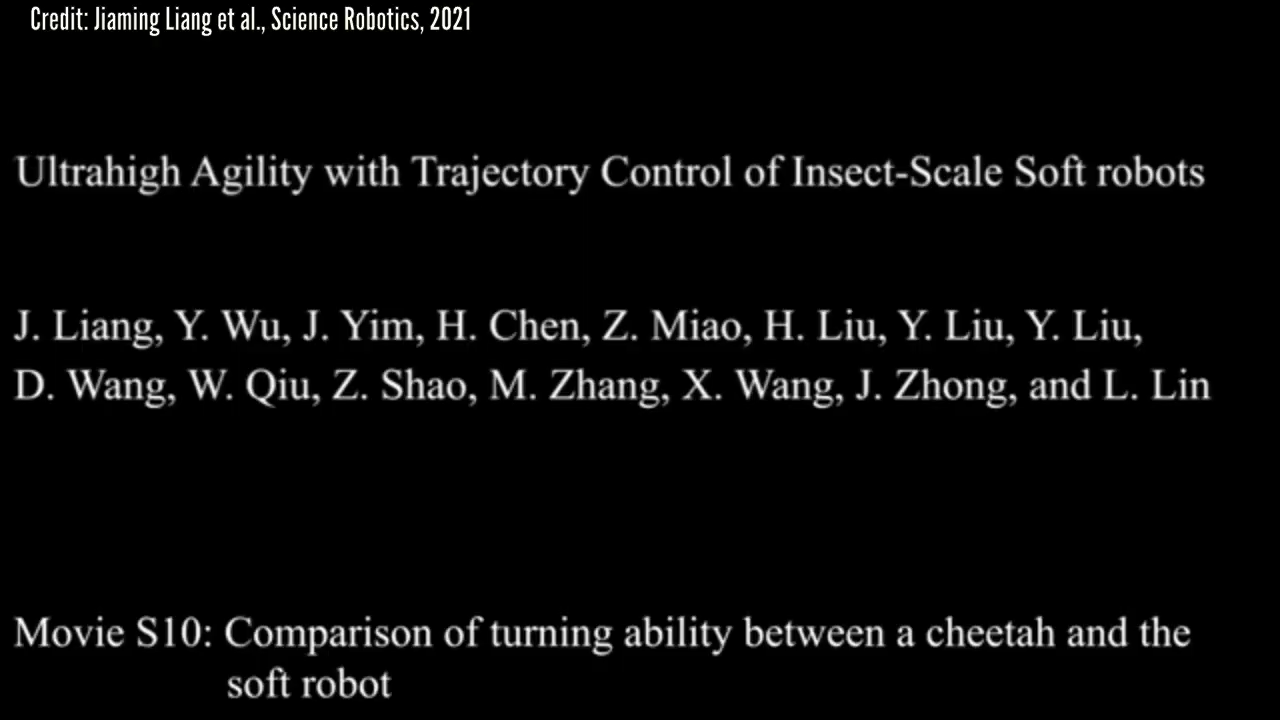 Credit: Jiaming Liang et al., Science Robotics, 2021
Ultrahigh Agility with Trajectory Control of Insect-Scale Soft robots
J. Liang, Y. Wu, J. Yim, H. Chen, Z. Miao, H. Liu, Y. Liu, Y. Liu,
D. Wang, W. Qiu, Z. Shao, M. Zhang, X. Wang, J. Zhong, and L. Lin
Movie S10: Comparison of turning ability between a cheetah and the
soft robot